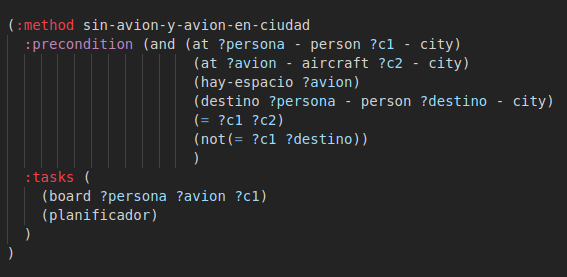 (:method sin-avion-y-avion-en-ciudad
:precondition (and (at ?persona - person ?c1 - city)
(at ?avion - aircraft ?c2 - city)
(hay-espacio ?avion)
(destino ?persona - person ?destino - city)
(= ?c1 ?c2)
(not(= ?c1 ?destino))
)
:tasks (
(board ?persona ?avion ?c1)
(planificador)
)
)